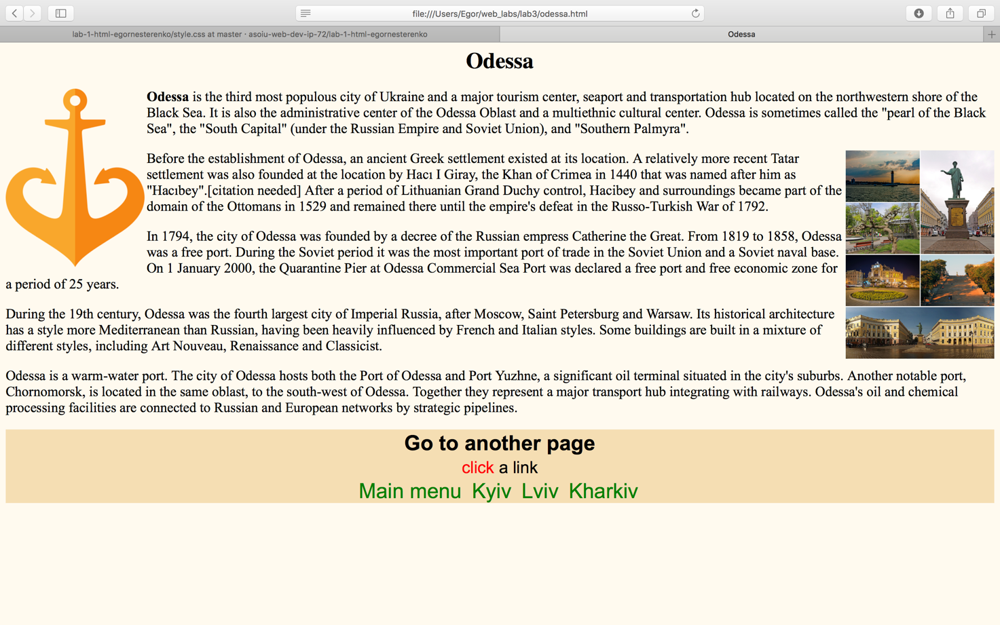 file:///Users/Egor/web_labs/lab3/odessa.html
lab-1-html-egornesterenko/style.css at master · asoiu-web-dev-ip-72/lab-1-html-egornesterenko
Odessa
Odessa
Odessa is the third most populous city of Ukraine and a major tourism center, seaport and transportation hub located on the northwestern shore of the
Black Sea. It is also the administrative center of the Odessa Oblast and a multiethnic cultural center. Odessa is sometimes called the "pearl of the Black
Sea", the "South Capital" (under the Russian Empire and Soviet Union), and "Southern Palmyra".
Before the establishment of Odessa, an ancient Greek settlement existed at its location. A relatively more recent Tatar
settlement was also founded at the location by Hacı I Giray, the Khan of Crimea in 1440 that was named after him as
"Hacıbey".[citation needed] After a period of Lithuanian Grand Duchy control, Hacibey and surroundings became part of the
domain of the Ottomans in 1529 and remained there until the empire's defeat in the Russo-Turkish War of 1792.
In 1794, the city of Odessa was founded by a decree of the Russian empress Catherine the Great. From 1819 to 1858, Odessa
was a free port. During the Soviet period it was the most important port of trade in the Soviet Union and a Soviet naval base.
On 1 January 2000, the Quarantine Pier at Odessa Commercial Sea Port was declared a free port and free economic zone for
a period of 25 years.
During the 19th century, Odessa was the fourth largest city of Imperial Russia, after Moscow, Saint Petersburg and Warsaw. Its historical architecture
has a style more Mediterranean than Russian, having been heavily influenced by French and Italian styles. Some buildings are built in a mixture of
different styles, including Art Nouveau, Renaissance and Classicist.
Odessa is a warm-water port. The city of Odessa hosts both the Port of Odessa and Port Yuzhne, a significant oil terminal situated in the city's suburbs. Another notable port,
Chornomorsk, is located in the same oblast, to the south-west of Odessa. Together they represent a major transport hub integrating with railways. Odessa's oil and chemical
processing facilities are connected to Russian and European networks by strategic pipelines.
Go to another page
click a link
Main menu Kyiv Lviv Kharkiv